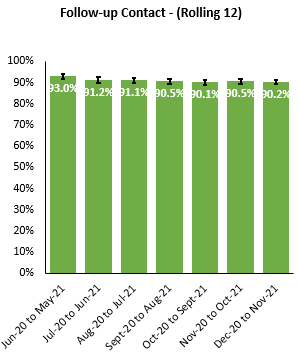 Follow-up Contact - (Rolling 12)
100%
90%
80%
70%
60%
50%
40%
30%
20%
10%
0%
93.0%
91.2%
91.1%
90.5%
90.1%
90.5%
90.2%
Jun-20 to May-21
Jul-20 to Jun-21
Aug-20 to Jul-21
Sept-20 to Aug-21
Oct-20 to Sept-21
Nov-20 to Oct-21
Dec-20 to Nov-21